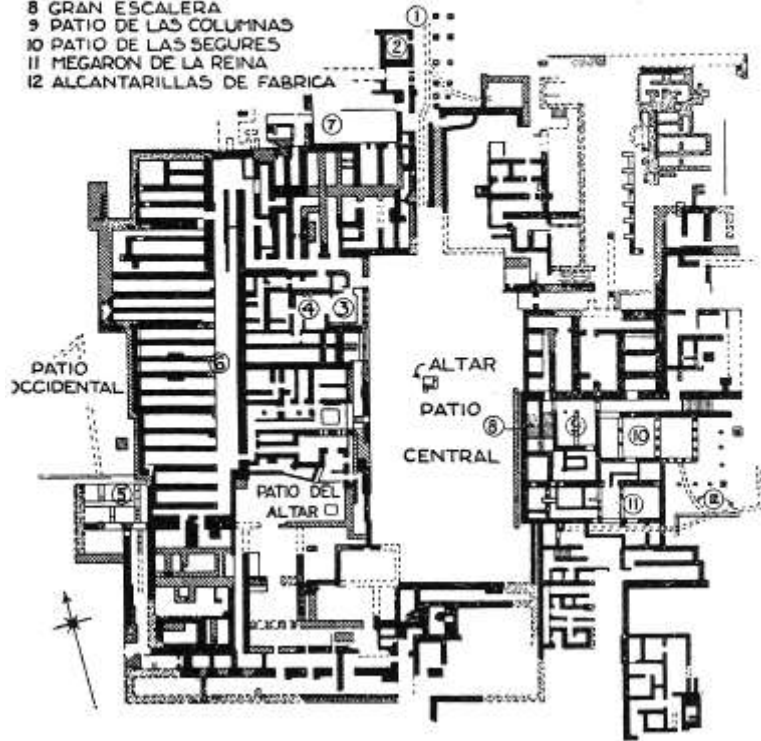 8 GRAN ESCALERA
9 PATIO DE LAS COLUMNAS
10 PATIO DE LAS SEGURES
11 MEGARON DE LA REINA
12 ALCANTARILLAS DE FABRICA
1
2
7
4 3
6
PATIO
OCCIDENTAL
ALTAR
PATIO
CENTRAL
8
9
10
5
PATIO DEL
ALTAR
11
12